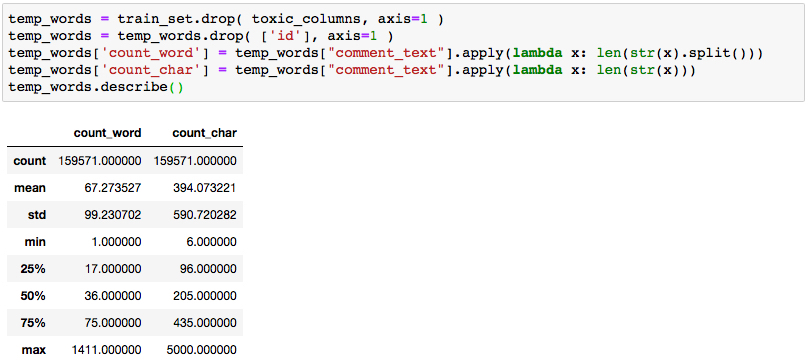 temp_words = train_set.drop( toxic_columns, axis=1 )
temp_words = temp_words.drop( ['id'], axis=1 )
temp_words['count_word'] = temp_words["comment_text"].apply(lambda x: len(str(x).split()))
temp_words['count_char'] = temp_words["comment_text"].apply(lambda x: len(str(x)))
temp_words.describe()
count_word count_char
count 159571.000000 159571.000000
mean 67.273527 394.073221
std 99.230702 590.720282
min 1.000000 6.000000
25% 17.000000 96.000000
50% 36.000000 205.000000
75% 75.000000 435.000000
max 1411.000000 5000.000000